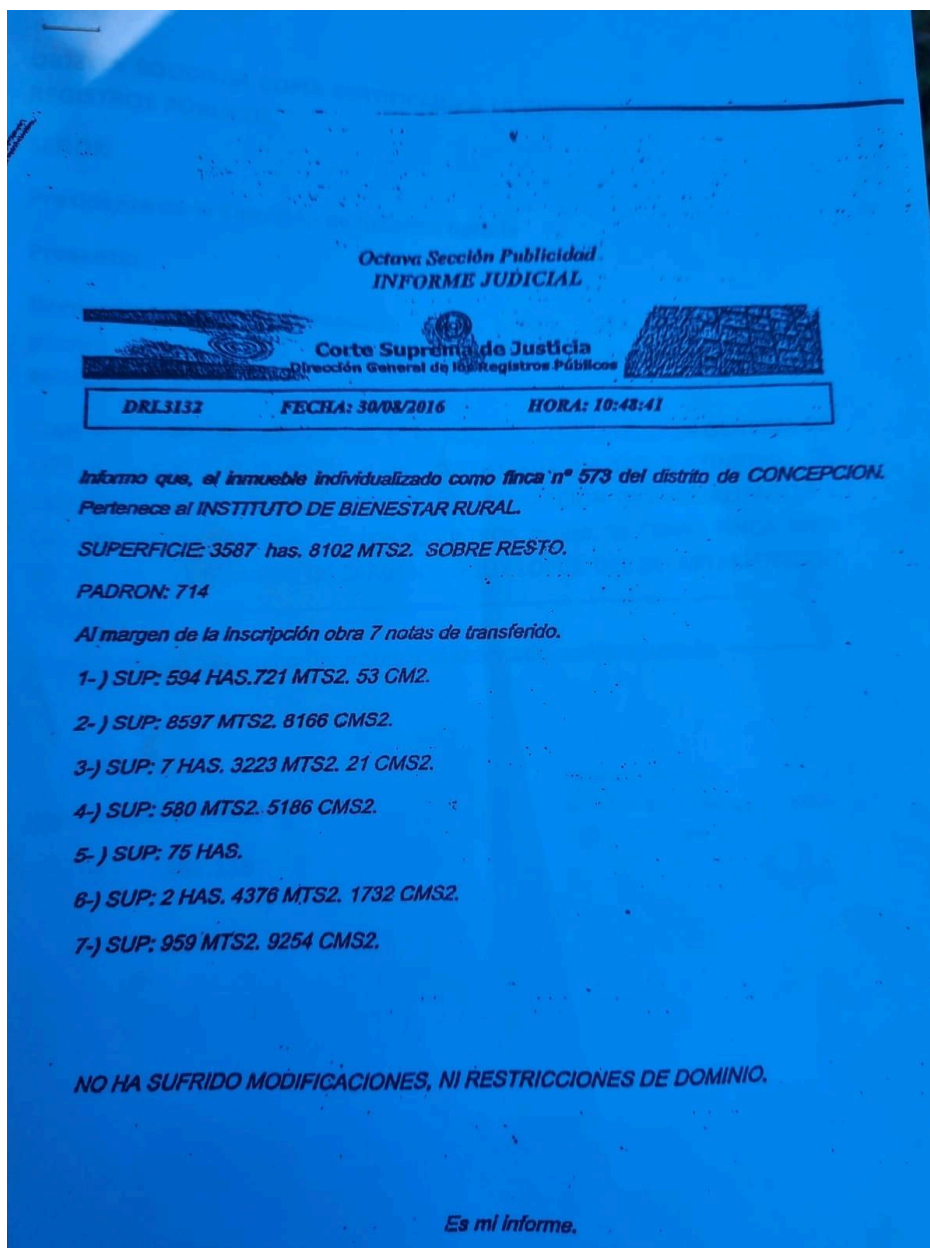 Octava Sección Publicidad
INFORME JUDICIAL
Corte Suprema de Justicia
Dirección General de los Registros Públicos
DRL3132 FECHA: 30/08/2016 HORA: 10:48:41
Informo que, el inmueble individualizado como finca nº 573 del distrito de CONCEPCION.
Pertenece al INSTITUTO DE BIENESTAR RURAL.
SUPERFICIE: 3587 has. 8102 MTS2. SOBRE RESTO.
PADRON: 714
Al margen de la inscripción obra 7 notas de transferido.
1-) SUP: 594 HAS.721 MTS2. 53 CM2.
2-) SUP: 8597 MTS2. 8166 CMS2.
3-) SUP: 7 HAS. 3223 MTS2. 21 CMS2.
4-) SUP: 580 MTS2. 5186 CMS2.
5-) SUP: 75 HAS.
6-) SUP: 2 HAS. 4376 MTS2. 1732 CMS2.
7-) SUP: 959 MTS2. 9254 CMS2.
NO HA SUFRIDO MODIFICACIONES, NI RESTRICCIONES DE DOMINIO.
Es mi informe.